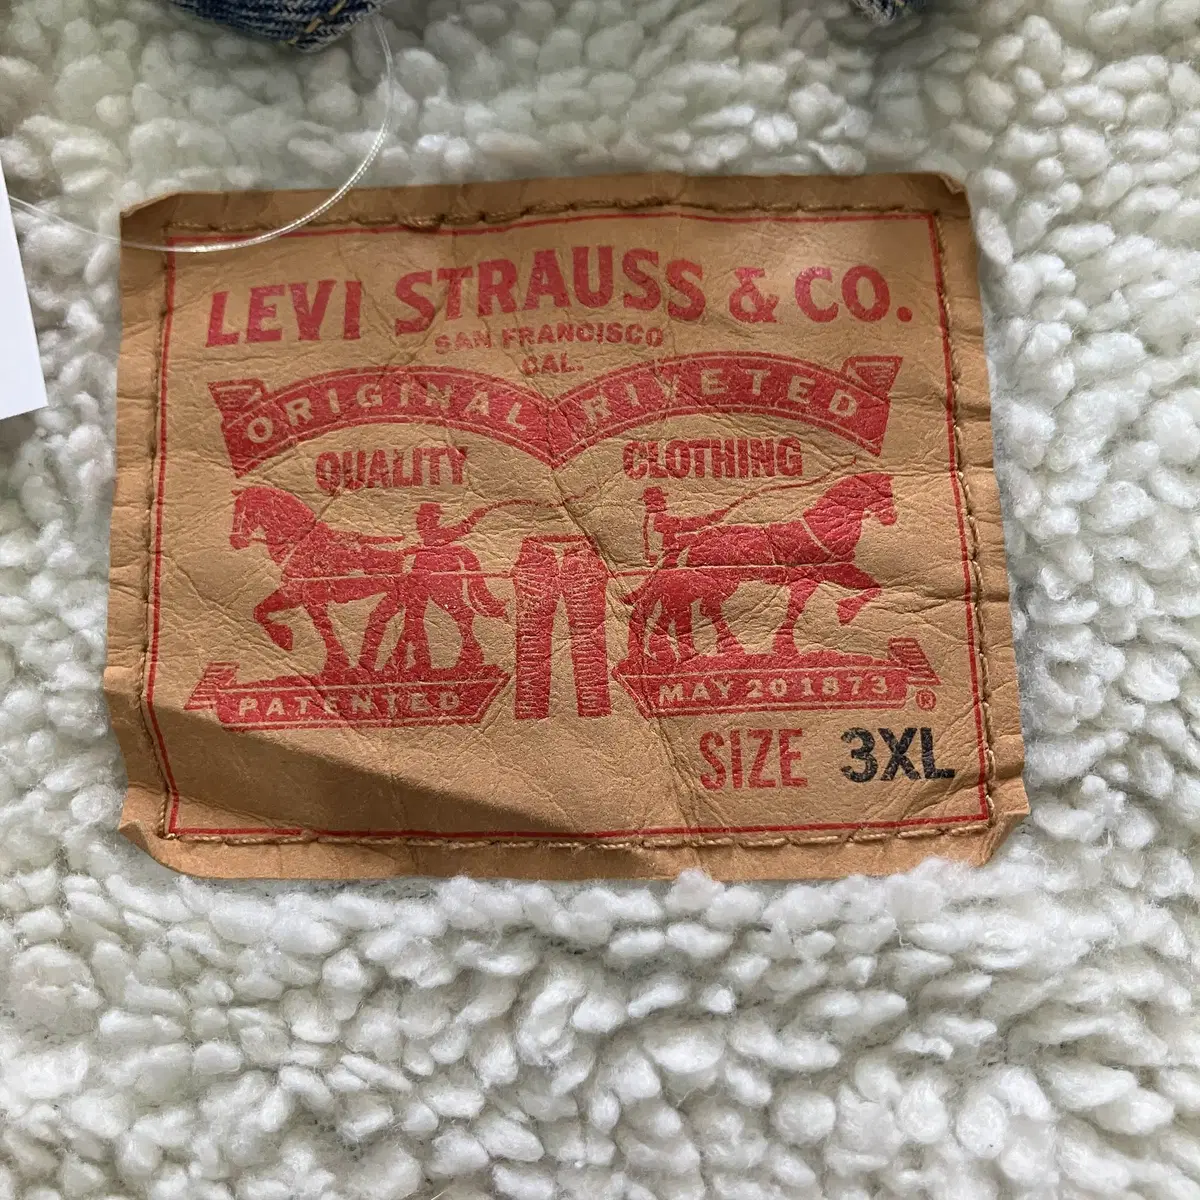 LEVI STRAUSS & CO.
SAN FRANCISCO
CAL.
ORIGINAL RIVETED
QUALITY CLOTHING
PATENTED MAY 20 1873 ®
SIZE 3XL